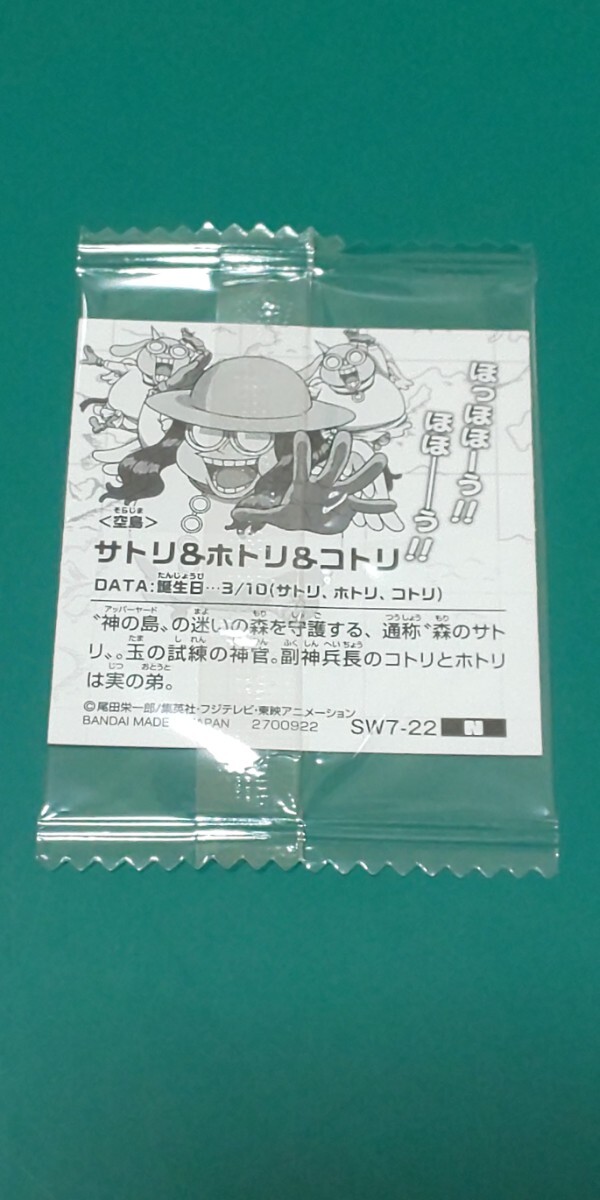 ほっほほーう!!
ほほーーう!!
そらじま
<空島>
サトリ&ホトリ&コトリ
たんじょうび
DATA:誕生日…3/10(サトリ、ホトリ、コトリ)
アッパーヤード まよ もり しゅご つうしょう もり
〝神の島〟の迷いの森を守護する、通称〝森のサト
たま しれん しんかん ふくしんへいちょう
リ〟。玉の試練の神官。副神兵長のコトリとホトリ
じつ おとうと
は実の弟。
©尾田栄一郎/集英社・フジテレビ・東映アニメーション
BANDAI MADE IN JAPAN 2700922 SW7-22 N